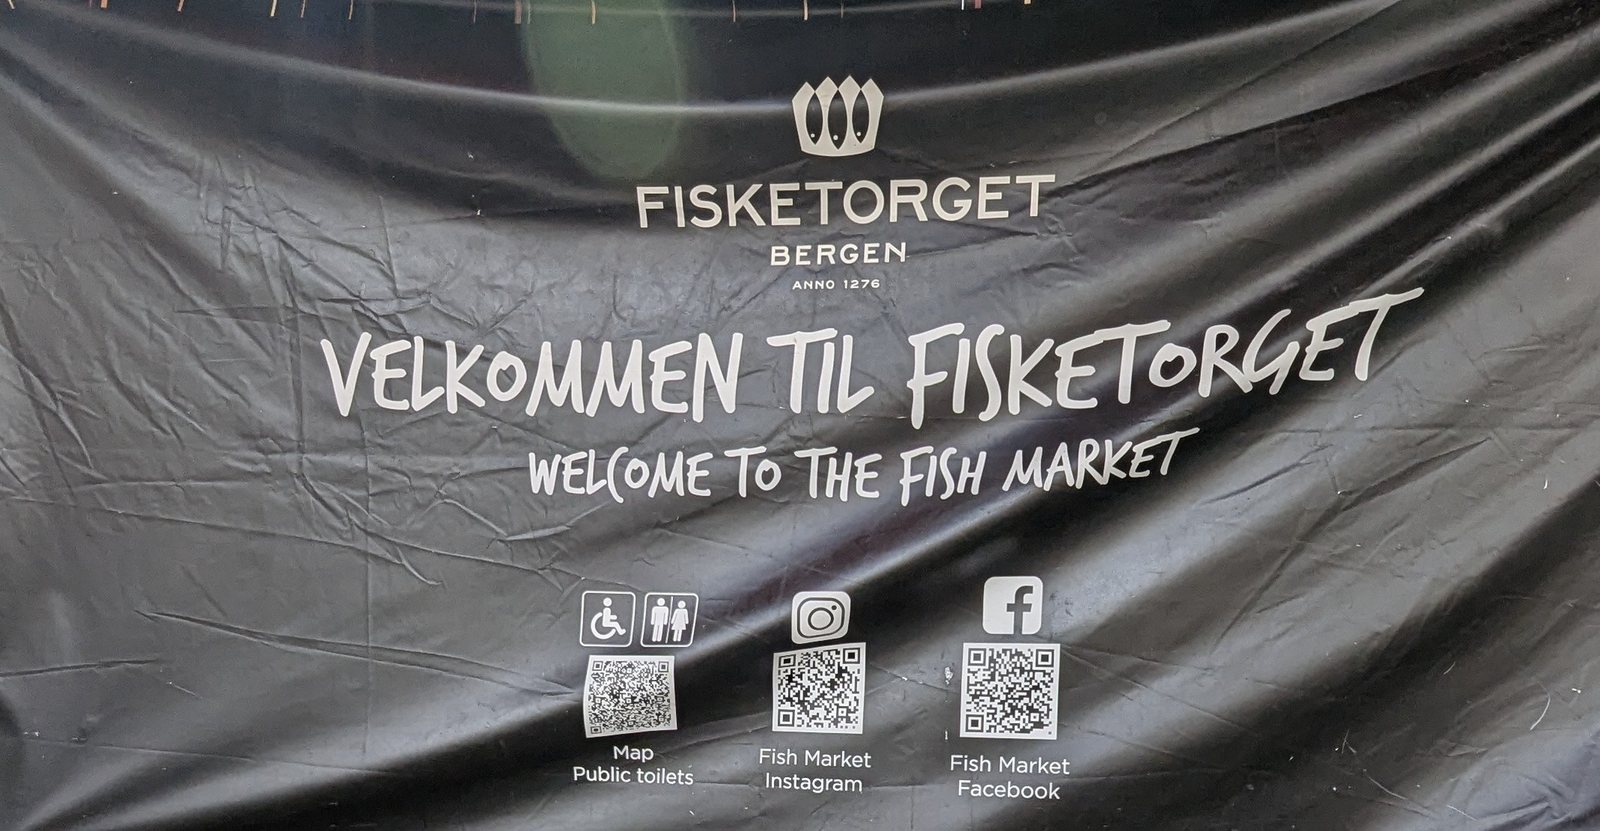 FISKETORGET
BERGEN
ANNO 1276
VELKOMMEN TIL FISKETORGET
WELCOME TO THE FISH MARKET
Map
Public toilets
Fish Market
Instagram
Fish Market
Facebook